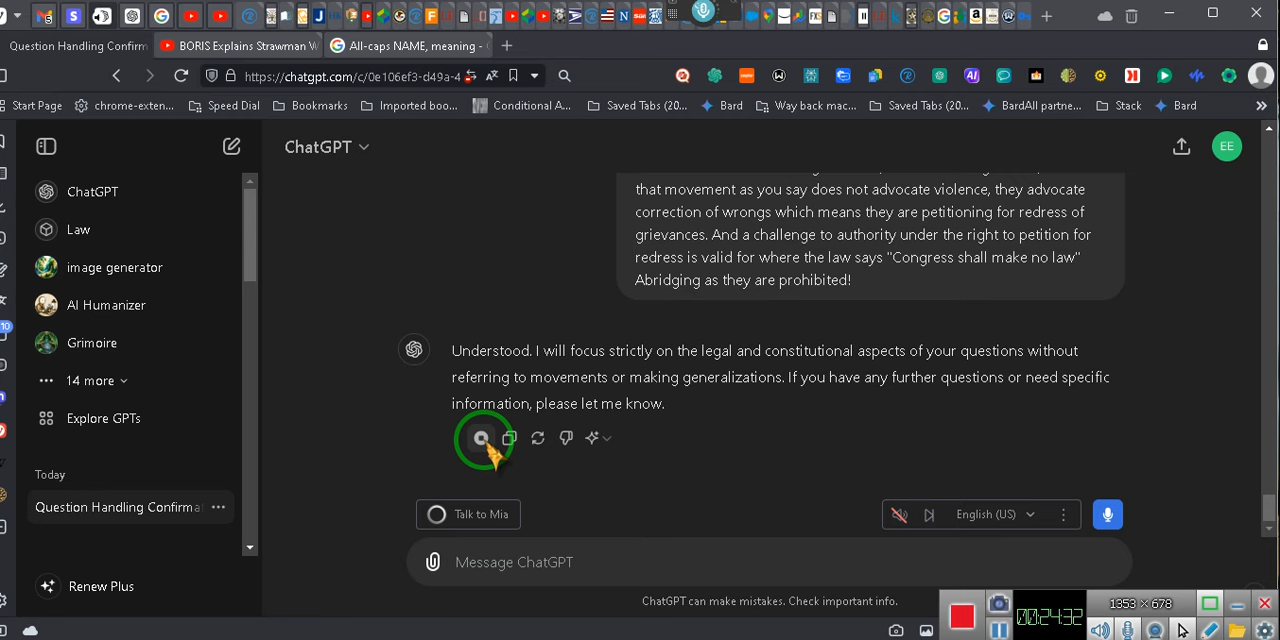 Question Handling Confirm
BORIS Explains Strawman W
All-caps NAME, meaning -
https://chatgpt.com/c/0e106ef3-d49a-4
Start Page
chrome-exten...
Speed Dial
Bookmarks
Imported boo...
Conditional A...
Saved Tabs (20...
Bard
Way back mac...
Saved Tabs (20...
BardAll partne...
Stack
Bard
ChatGPT
EE
ChatGPT
Law
image generator
AI Humanizer
Grimoire
14 more
Explore GPTs
Today
Question Handling Confirma
Renew Plus
that movement as you say does not advocate violence, they advocate
correction of wrongs which means they are petitioning for redress of
grievances. And a challenge to authority under the right to petition for
redress is valid for where the law says "Congress shall make no law"
Abridging as they are prohibited!
Understood. I will focus strictly on the legal and constitutional aspects of your questions without
referring to movements or making generalizations. If you have any further questions or need specific
information, please let me know.
Talk to Mia
English (US)
Message ChatGPT
ChatGPT can make mistakes. Check important info.
00:24:32
1353 × 678